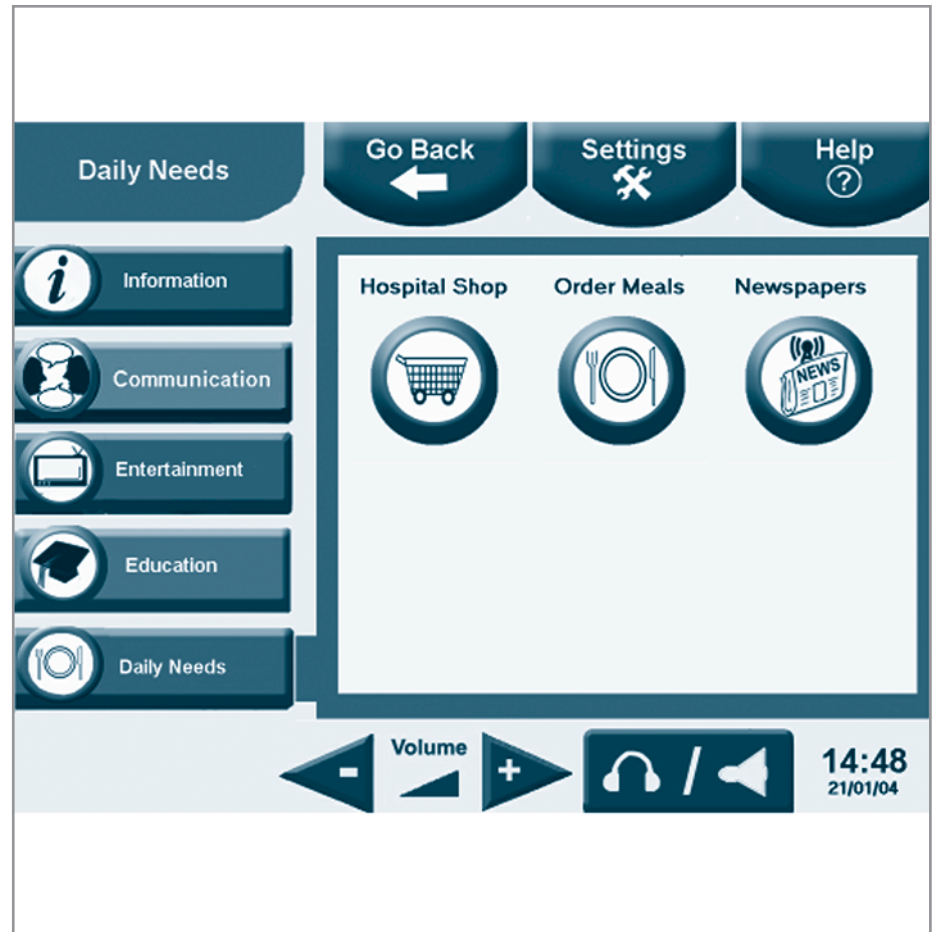 Daily Needs
Go Back
Settings
Help
?
i
Information
Communication
Entertainment
Education
Daily Needs
Hospital Shop
Order Meals
Newspapers
NEWS
-
Volume
+
/
14:48
21/01/04